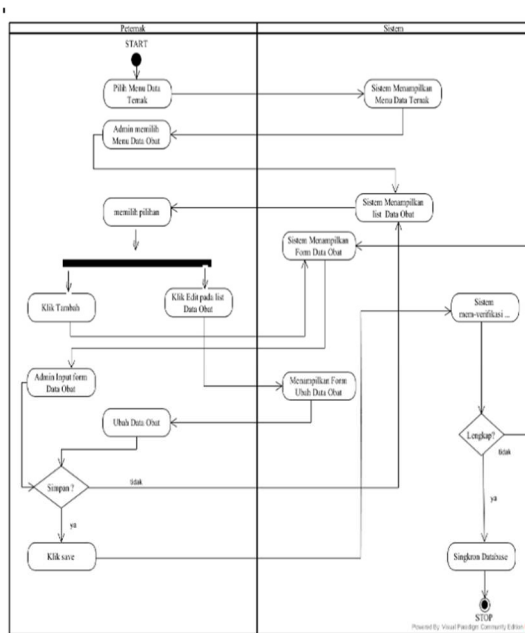 Peternak
Sistem
START
Pilih Menu Data
Ternak
Sistem Menampilkan
Menu Data Ternak
Admin memilih
Menu Data Obat
memilih pilihan
Sistem Menampilkan
list Data Obat
Sistem Menampilkan
Form Data Obat
Klik Tambah
Klik Edit pada list
Data Obat
Sistem
mem-verifikasi ...
Admin Input form
Data Obat
Menampilkan Form
Ubah Data Obat
Ubah Data Obat
Lengkap?
tidak
Simpan ?
tidak
ya
ya
Klik save
Singkron Database
STOP
Powered By Visual Paradigm Community Edition